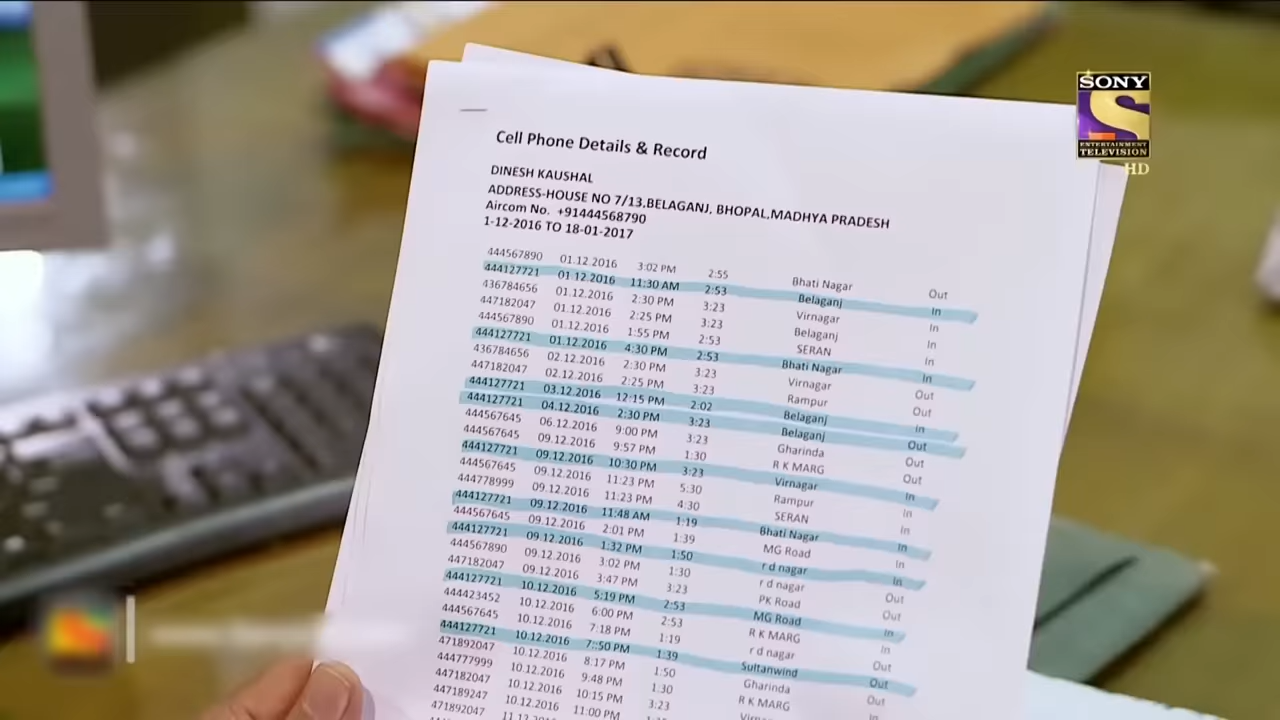 SONY
ENTERTAINMENT
TELEVISION
HD
Cell Phone Details & Record
DINESH KAUSHAL
ADDRESS-HOUSE NO 7/13,BELAGANJ, BHOPAL,MADHYA PRADESH
Aircom No. +91444568790
1-12-2016 TO 18-01-2017
444567890 01.12.2016 3:02 PM 2:55 Bhati Nagar Out
444127721 01 12.2016 11:30 AM 2:53 Belaganj In
436784656 01.12.2016 2:30 PM 3:23 Virnagar In
447182047 01.12.2016 2:25 PM 3:23 Belaganj In
444567890 01.12.2016 1:55 PM 2:53 SERAN In
444127721 01.12.2016 4:30 PM 2:53 Bhati Nagar In
436784656 02.12.2016 2:30 PM 3:23 Virnagar Out
447182047 02.12.2016 2:25 PM 3:23 Rampur Out
444127721 03.12.2016 12:15 PM 2:02 Belaganj In
444127721 04.12.2016 2:30 PM 3:23 Belaganj Out
444567645 06.12.2016 9:00 PM 3:23 Gharinda Out
444567645 09.12.2016 9:57 PM 1:30 R K MARG Out
444127721 09.12.2016 10:30 PM 3:23 Virnagar In
444567645 09.12.2016 11:23 PM 5:30 Rampur In
444778999 09.12.2016 11:23 PM 4:30 SERAN In
444127721 09.12.2016 11:48 AM 1:19 Bhati Nagar In
444567645 09.12.2016 2:01 PM 1:39 MG Road In
444127721 09.12.2016 1:32 PM 1:50 r d nagar In
444567890 09.12.2016 3:02 PM 1:30 r d nagar Out
447182047 09.12.2016 3:47 PM 3:23 PK Road Out
444127721 10.12.2016 5:19 PM 2:53 MG Road In
444423452 10.12.2016 6:00 PM 2:53 R K MARG In
444567645 10.12.2016 7:18 PM 1:19 r d nagar Out
444127721 10.12.2016 7::50 PM 1:39 Sultanwind Out
471892047 10.12.2016 8:17 PM 1:50 Gharinda Out
444777999 10.12.2016 9:48 PM 1:30 R K MARG
447182047 10.12.2016 10:15 PM 3:23
447189247 10.12.2016 11:00 PM
471892047